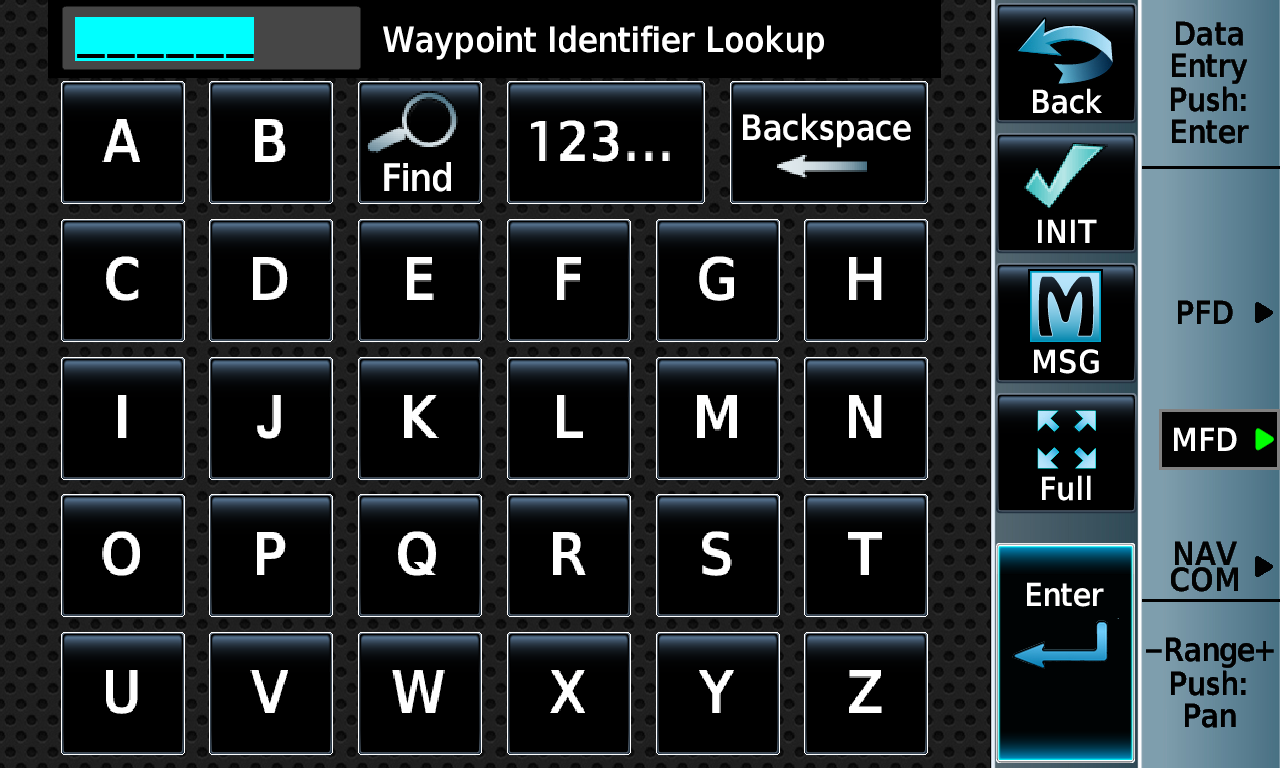 Waypoint Identifier Lookup
A B Find 123... Backspace
C D E F G H
I J K L M N
O P Q R S T
U V W X Y Z
Back
INIT
M
MSG
Full
Enter
Data
Entry
Push:
Enter
PFD
MFD
NAV
COM
–Range+
Push:
Pan